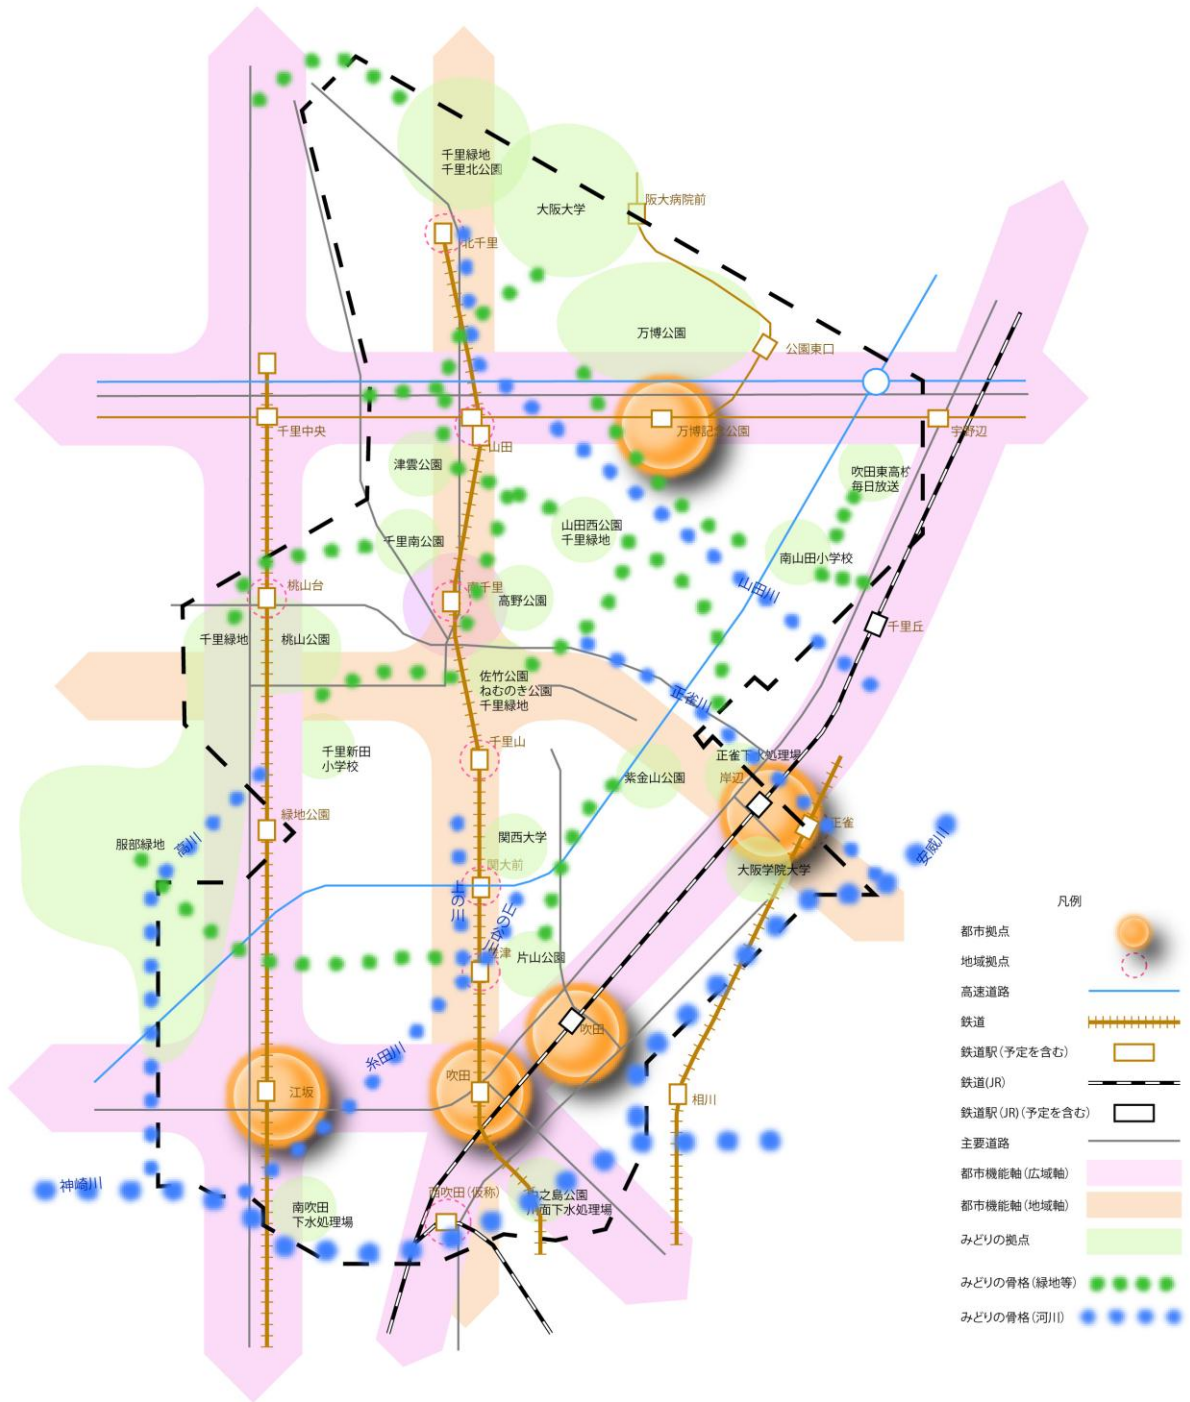 千里緑地
千里北公園
大阪大学
阪大病院前
北千里
万博公園
公園東口
千里中央
山田
万博記念公園
宇野辺
津雲公園
吹田東高校
毎日放送
山田西公園
千里緑地
千里南公園
南山田小学校
桃山台
南千里
高野公園
山田川
千里丘
千里緑地
桃山公園
佐竹公園
ねむのき公園
千里緑地
正雀川
千里山
千里新田
小学校
正雀下水処理場
紫金山公園
岸辺
緑地公園
正雀
服部緑地
高川
関西大学
安威川
関大前
大阪学院大学
上の川
三谷の川
豊津
片山公園
吹田
糸田川
江坂
吹田
相川
神崎川
西吹田（仮称）
中之島公園
川面下水処理場
南吹田
下水処理場
凡例
都市拠点
地域拠点
高速道路
鉄道
鉄道駅（予定を含む）
鉄道（JR）
鉄道駅（JR）（予定を含む）
主要道路
都市機能軸（広域軸）
都市機能軸（地域軸）
みどりの拠点
みどりの骨格（緑地等）
みどりの骨格（河川）